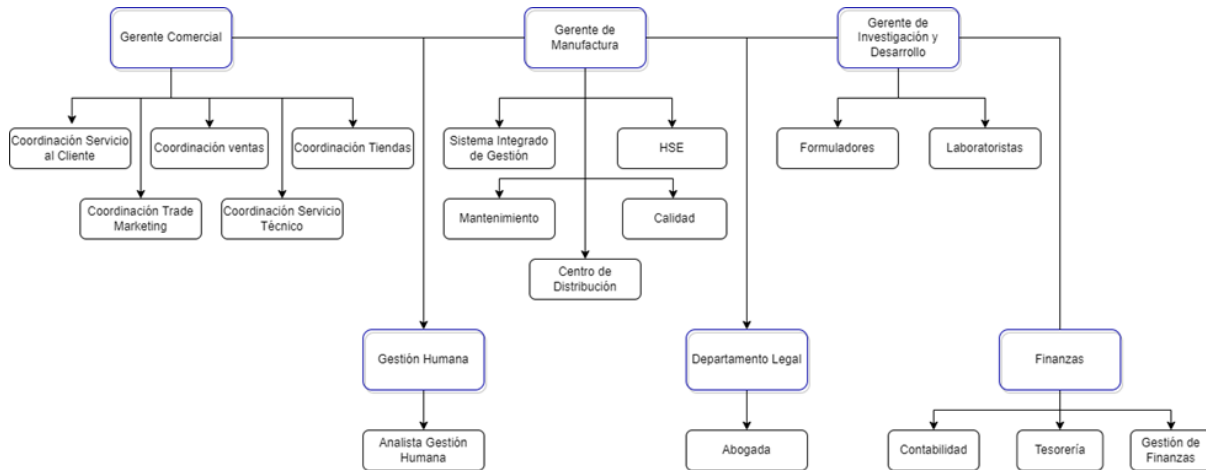 Gerente Comercial
Gerente de
Manufactura
Gerente de
Investigación y
Desarrollo
Coordinación Servicio
al Cliente
Coordinación ventas
Coordinación Tiendas
Sistema Integrado
de Gestión
HSE
Formuladores
Laboratoristas
Coordinación Trade
Marketing
Coordinación Servicio
Técnico
Mantenimiento
Calidad
Centro de
Distribución
Gestión Humana
Departamento Legal
Finanzas
Analista Gestión
Humana
Abogada
Contabilidad
Tesorería
Gestión de
Finanzas